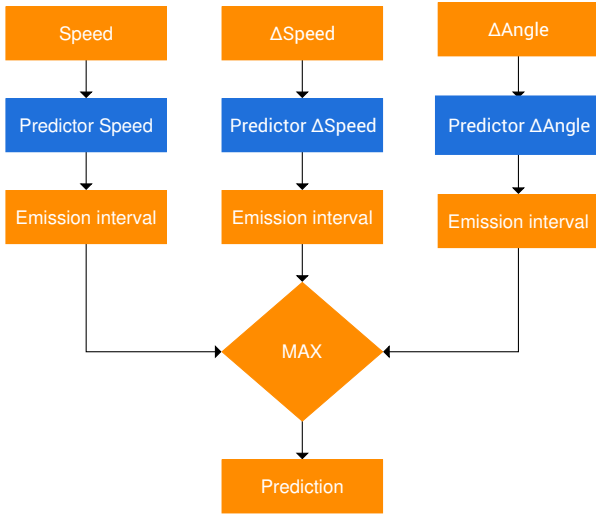 Speed
ΔSpeed
ΔAngle
Predictor Speed
Predictor ΔSpeed
Predictor ΔAngle
Emission interval
Emission interval
Emission interval
MAX
Prediction